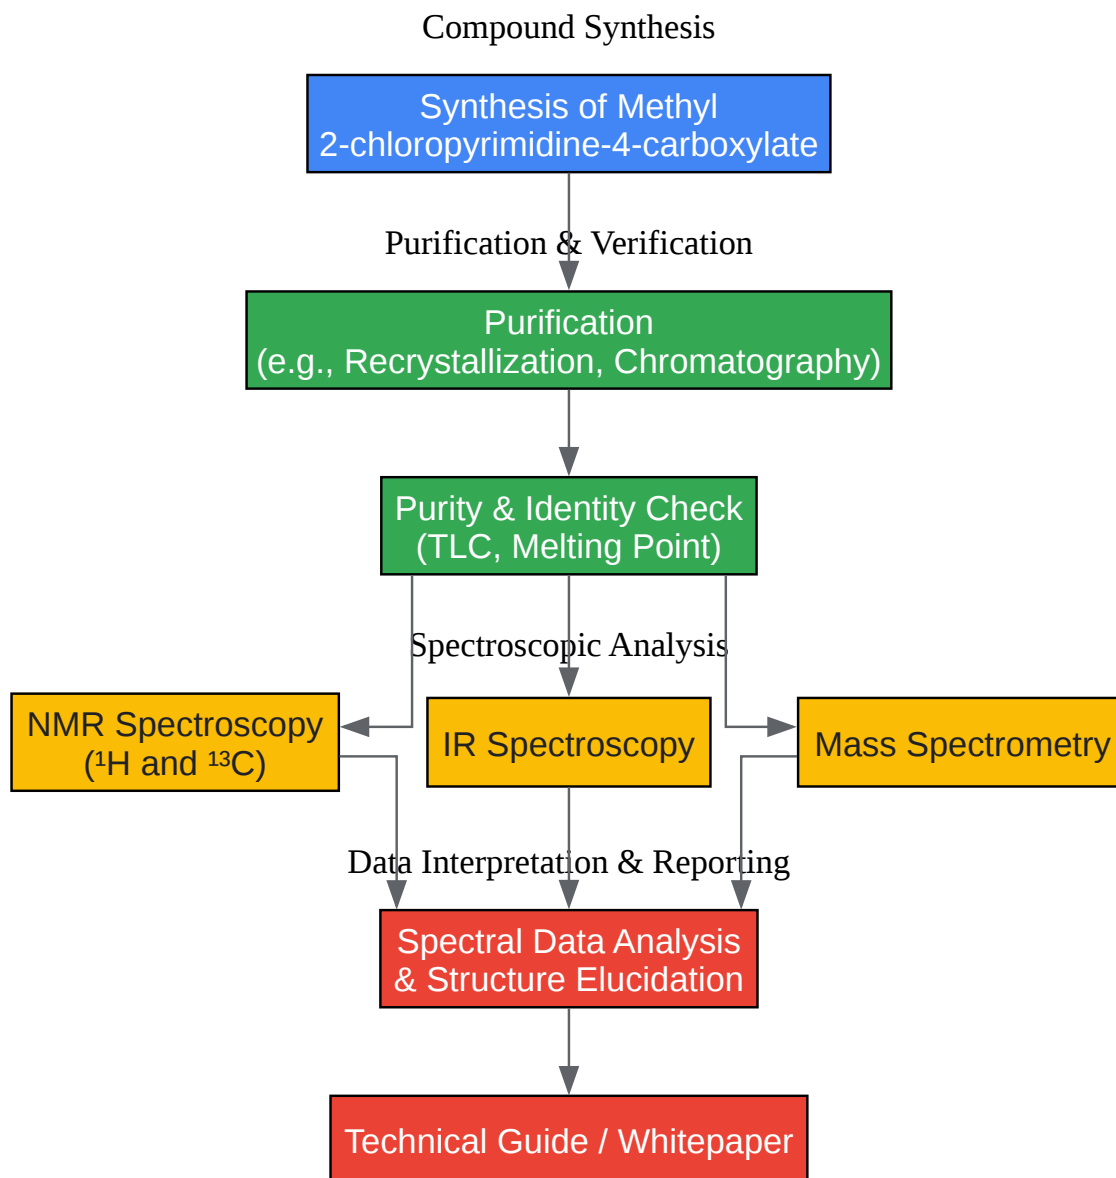 Compound Synthesis
Synthesis of Methyl
2-chloropyrimidine-4-carboxylate
Purification & Verification
Purification
(e.g., Recrystallization, Chromatography)
Purity & Identity Check
(TLC, Melting Point)
Spectroscopic Analysis
NMR Spectroscopy
(¹H and ¹³C)
IR Spectroscopy
Mass Spectrometry
Data Interpretation & Reporting
Spectral Data Analysis
& Structure Elucidation
Technical Guide / Whitepaper